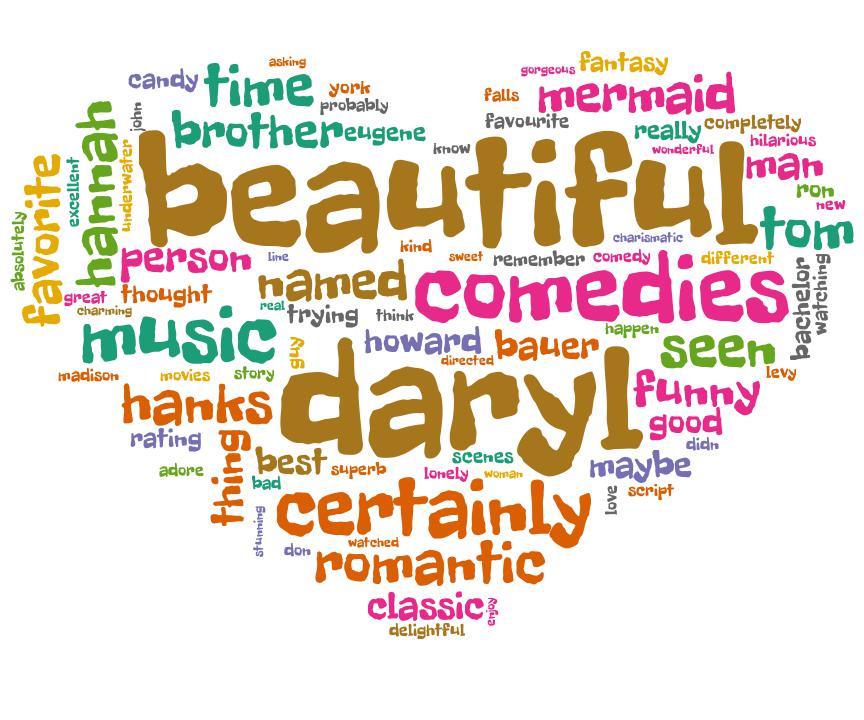 asking
fantasy
gorgeous
candy
time
york
falls
mermaid
probably
john
brother
eugene
favourite
really
completely
hilarious
know
wonderful
hannah
underwater
excellent
favorite
absolutely
beautiful
man
ron
new
tom
charismatic
kind
person
line
sweet
remember
comedy
different
great
thought
charming
named
real
trying
think
comedies
bachelor
watching
music
guy
howard
directed
bauer
happen
seen
levy
madison
movies
story
daryl
funny
hanks
good
rating
thing
didn
best
superb
scenes
lonely
woman
maybe
adore
bad
love
script
certainly
stunning
don
watched
romantic
classic
enjoy
delightful